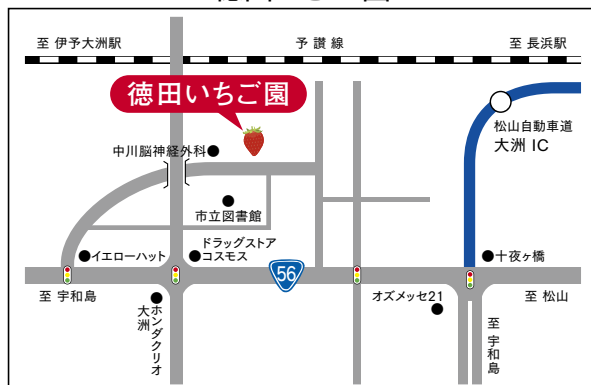 至 伊予大洲駅
予 讃 線
至 長浜駅
徳田いちご園
松山自動車道
大洲 IC
中川脳神経外科
市立図書館
イエローハット
ドラッグストア
コスモス
十夜ヶ橋
56
至 宇和島
オズメッセ21
至 松山
ホンダクリオ
大洲
至 宇和島